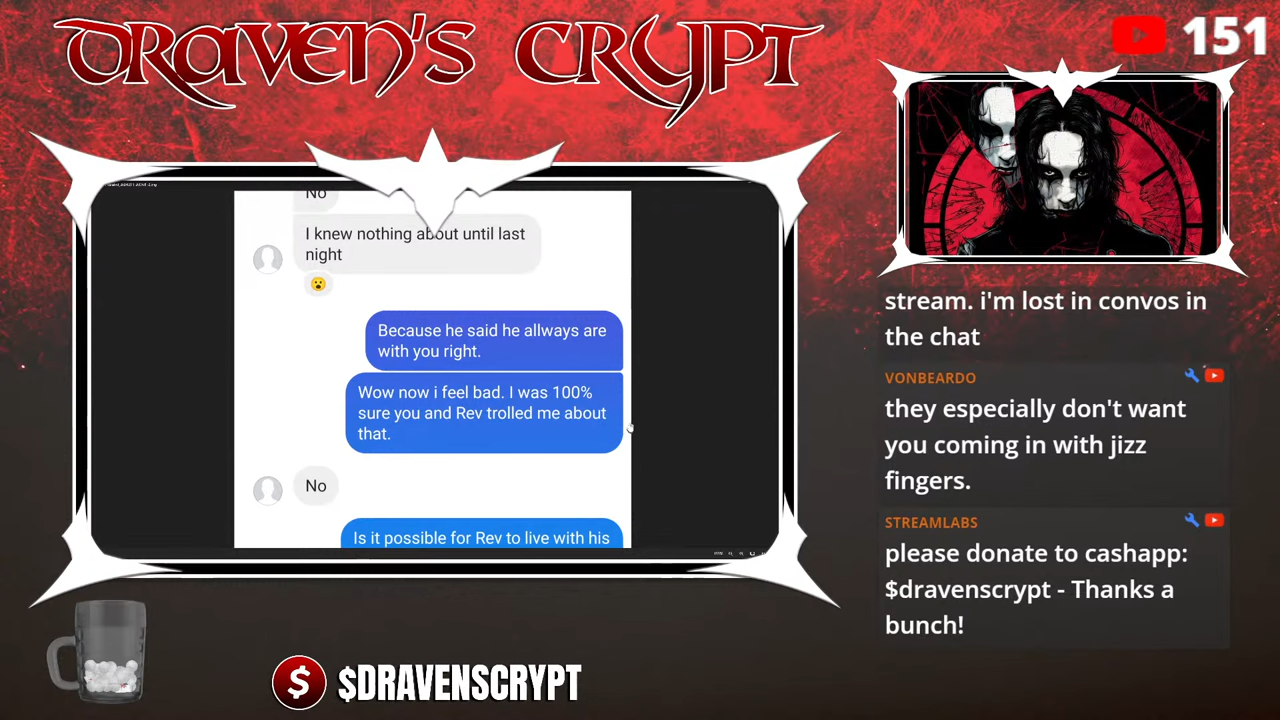 DRAVEN'S CRYPT
151
No
I knew nothing about until last
night
Because he said he allways are
with you right.
Wow now i feel bad. I was 100%
sure you and Rev trolled me about
that.
No
Is it possible for Rev to live with his
stream. i'm lost in convos in
the chat
VONBEARDO
they especially don't want
you coming in with jizz
fingers.
STREAMLABS
please donate to cashapp:
$dravenscrypt - Thanks a
bunch!
$ $DRAVENSCRYPT